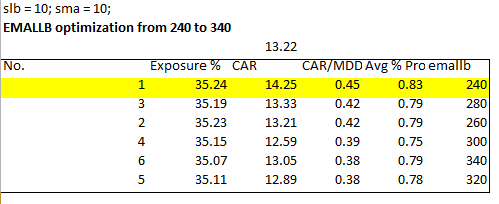 slb = 10; sma = 10;
EMALLB optimization from 240 to 340
13.22
No. Exposure % CAR CAR/MDD Avg % Pro emallb
1 35.24 14.25 0.45 0.83 240
3 35.19 13.33 0.42 0.79 280
2 35.23 13.21 0.42 0.79 260
4 35.15 12.59 0.39 0.75 300
6 35.07 13.05 0.38 0.79 340
5 35.11 12.89 0.38 0.78 320